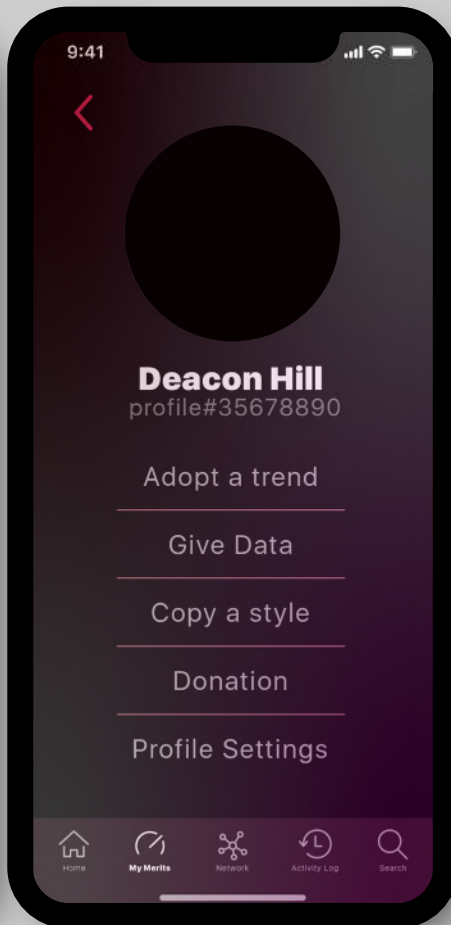 9:41
Deacon Hill
profile#35678890
Adopt a trend
Give Data
Copy a style
Donation
Profile Settings
Home My Merits Network Activity Log Search